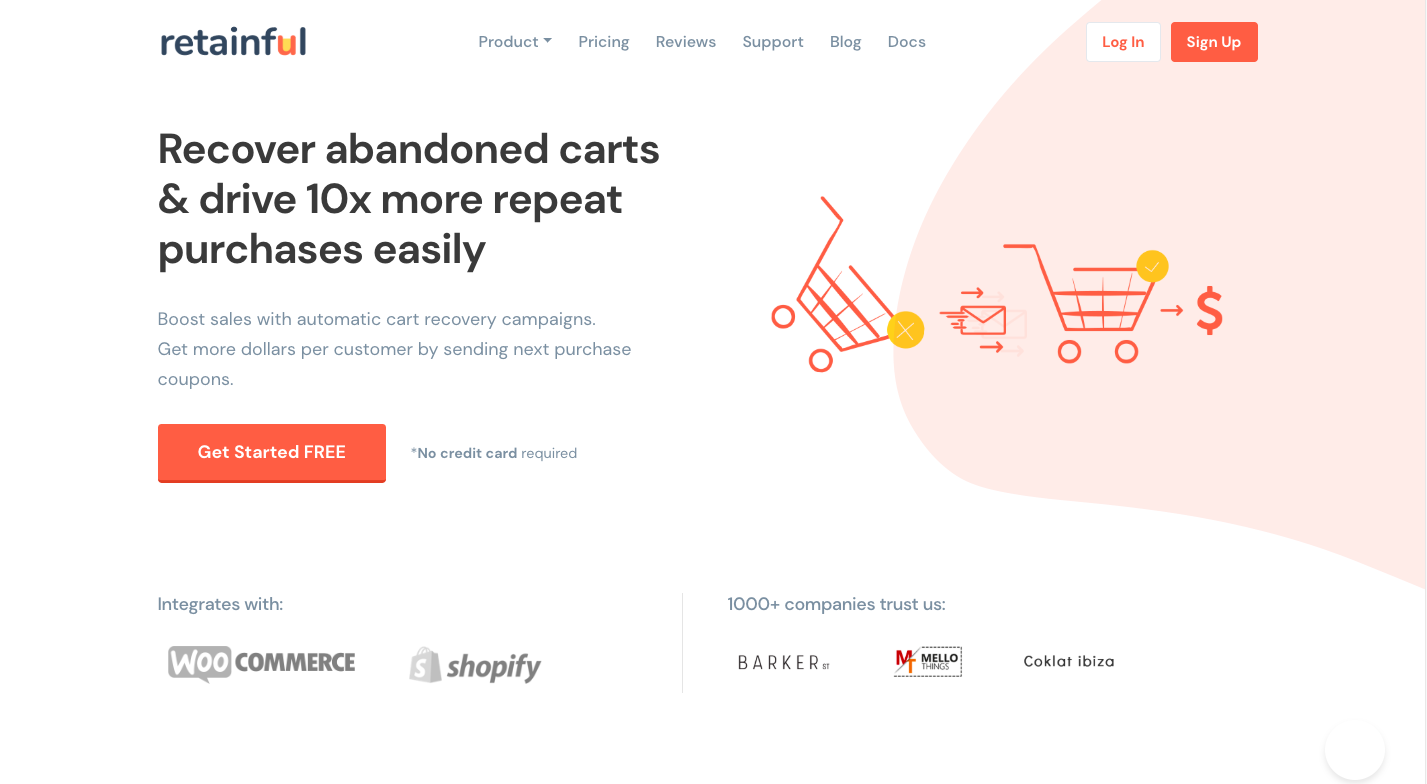 retainful
Product
Pricing
Reviews
Support
Blog
Docs
Log In
Sign Up
Recover abandoned carts
& drive 10x more repeat
purchases easily
Boost sales with automatic cart recovery campaigns.
Get more dollars per customer by sending next purchase
coupons.
Get Started FREE
*No credit card required
$
Integrates with:
WOO COMMERCE
shopify
1000+ companies trust us:
BARKER ST
MT MELLO
THINGS
Coklat ibiza